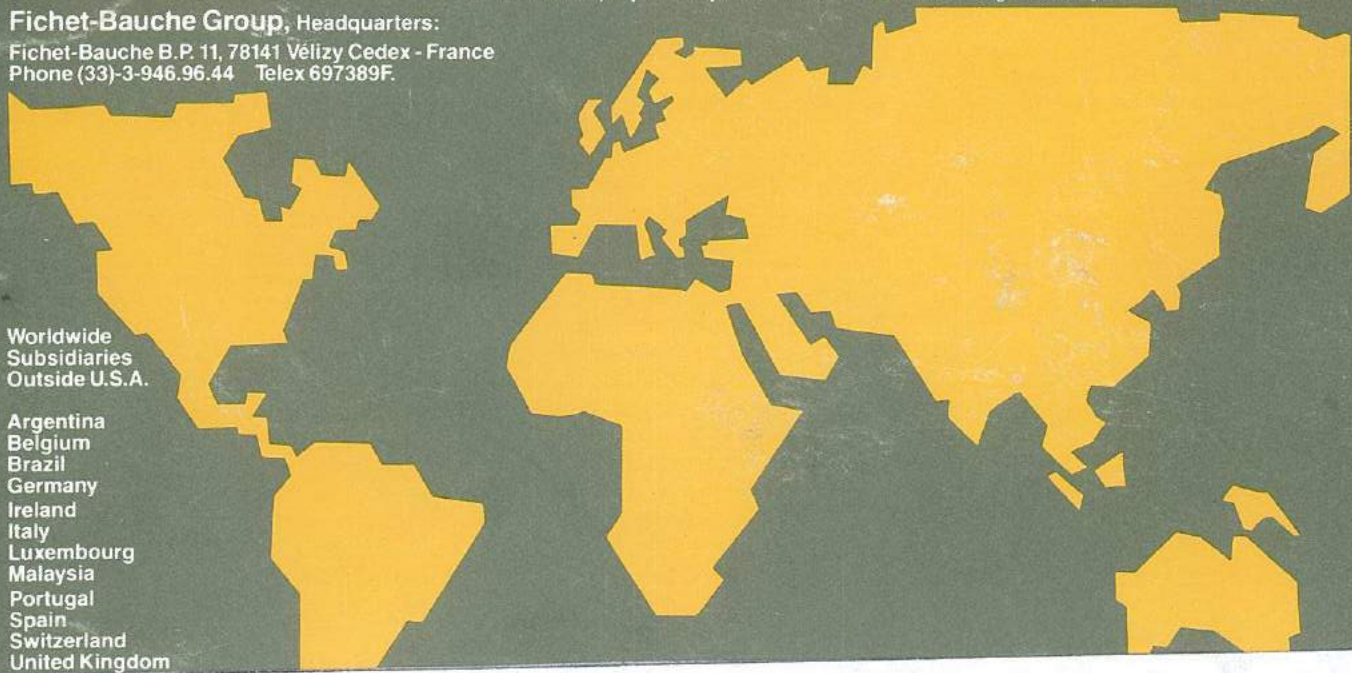 Fichet-Bauche Group, Headquarters:
Fichet-Bauche B.P. 11, 78141 Vélizy Cedex - France
Phone (33)-3-946.96.44 Telex 697389F.
Worldwide
Subsidiaries
Outside U.S.A.
Argentina
Belgium
Brazil
Germany
Ireland
Italy
Luxembourg
Malaysia
Portugal
Spain
Switzerland
United Kingdom